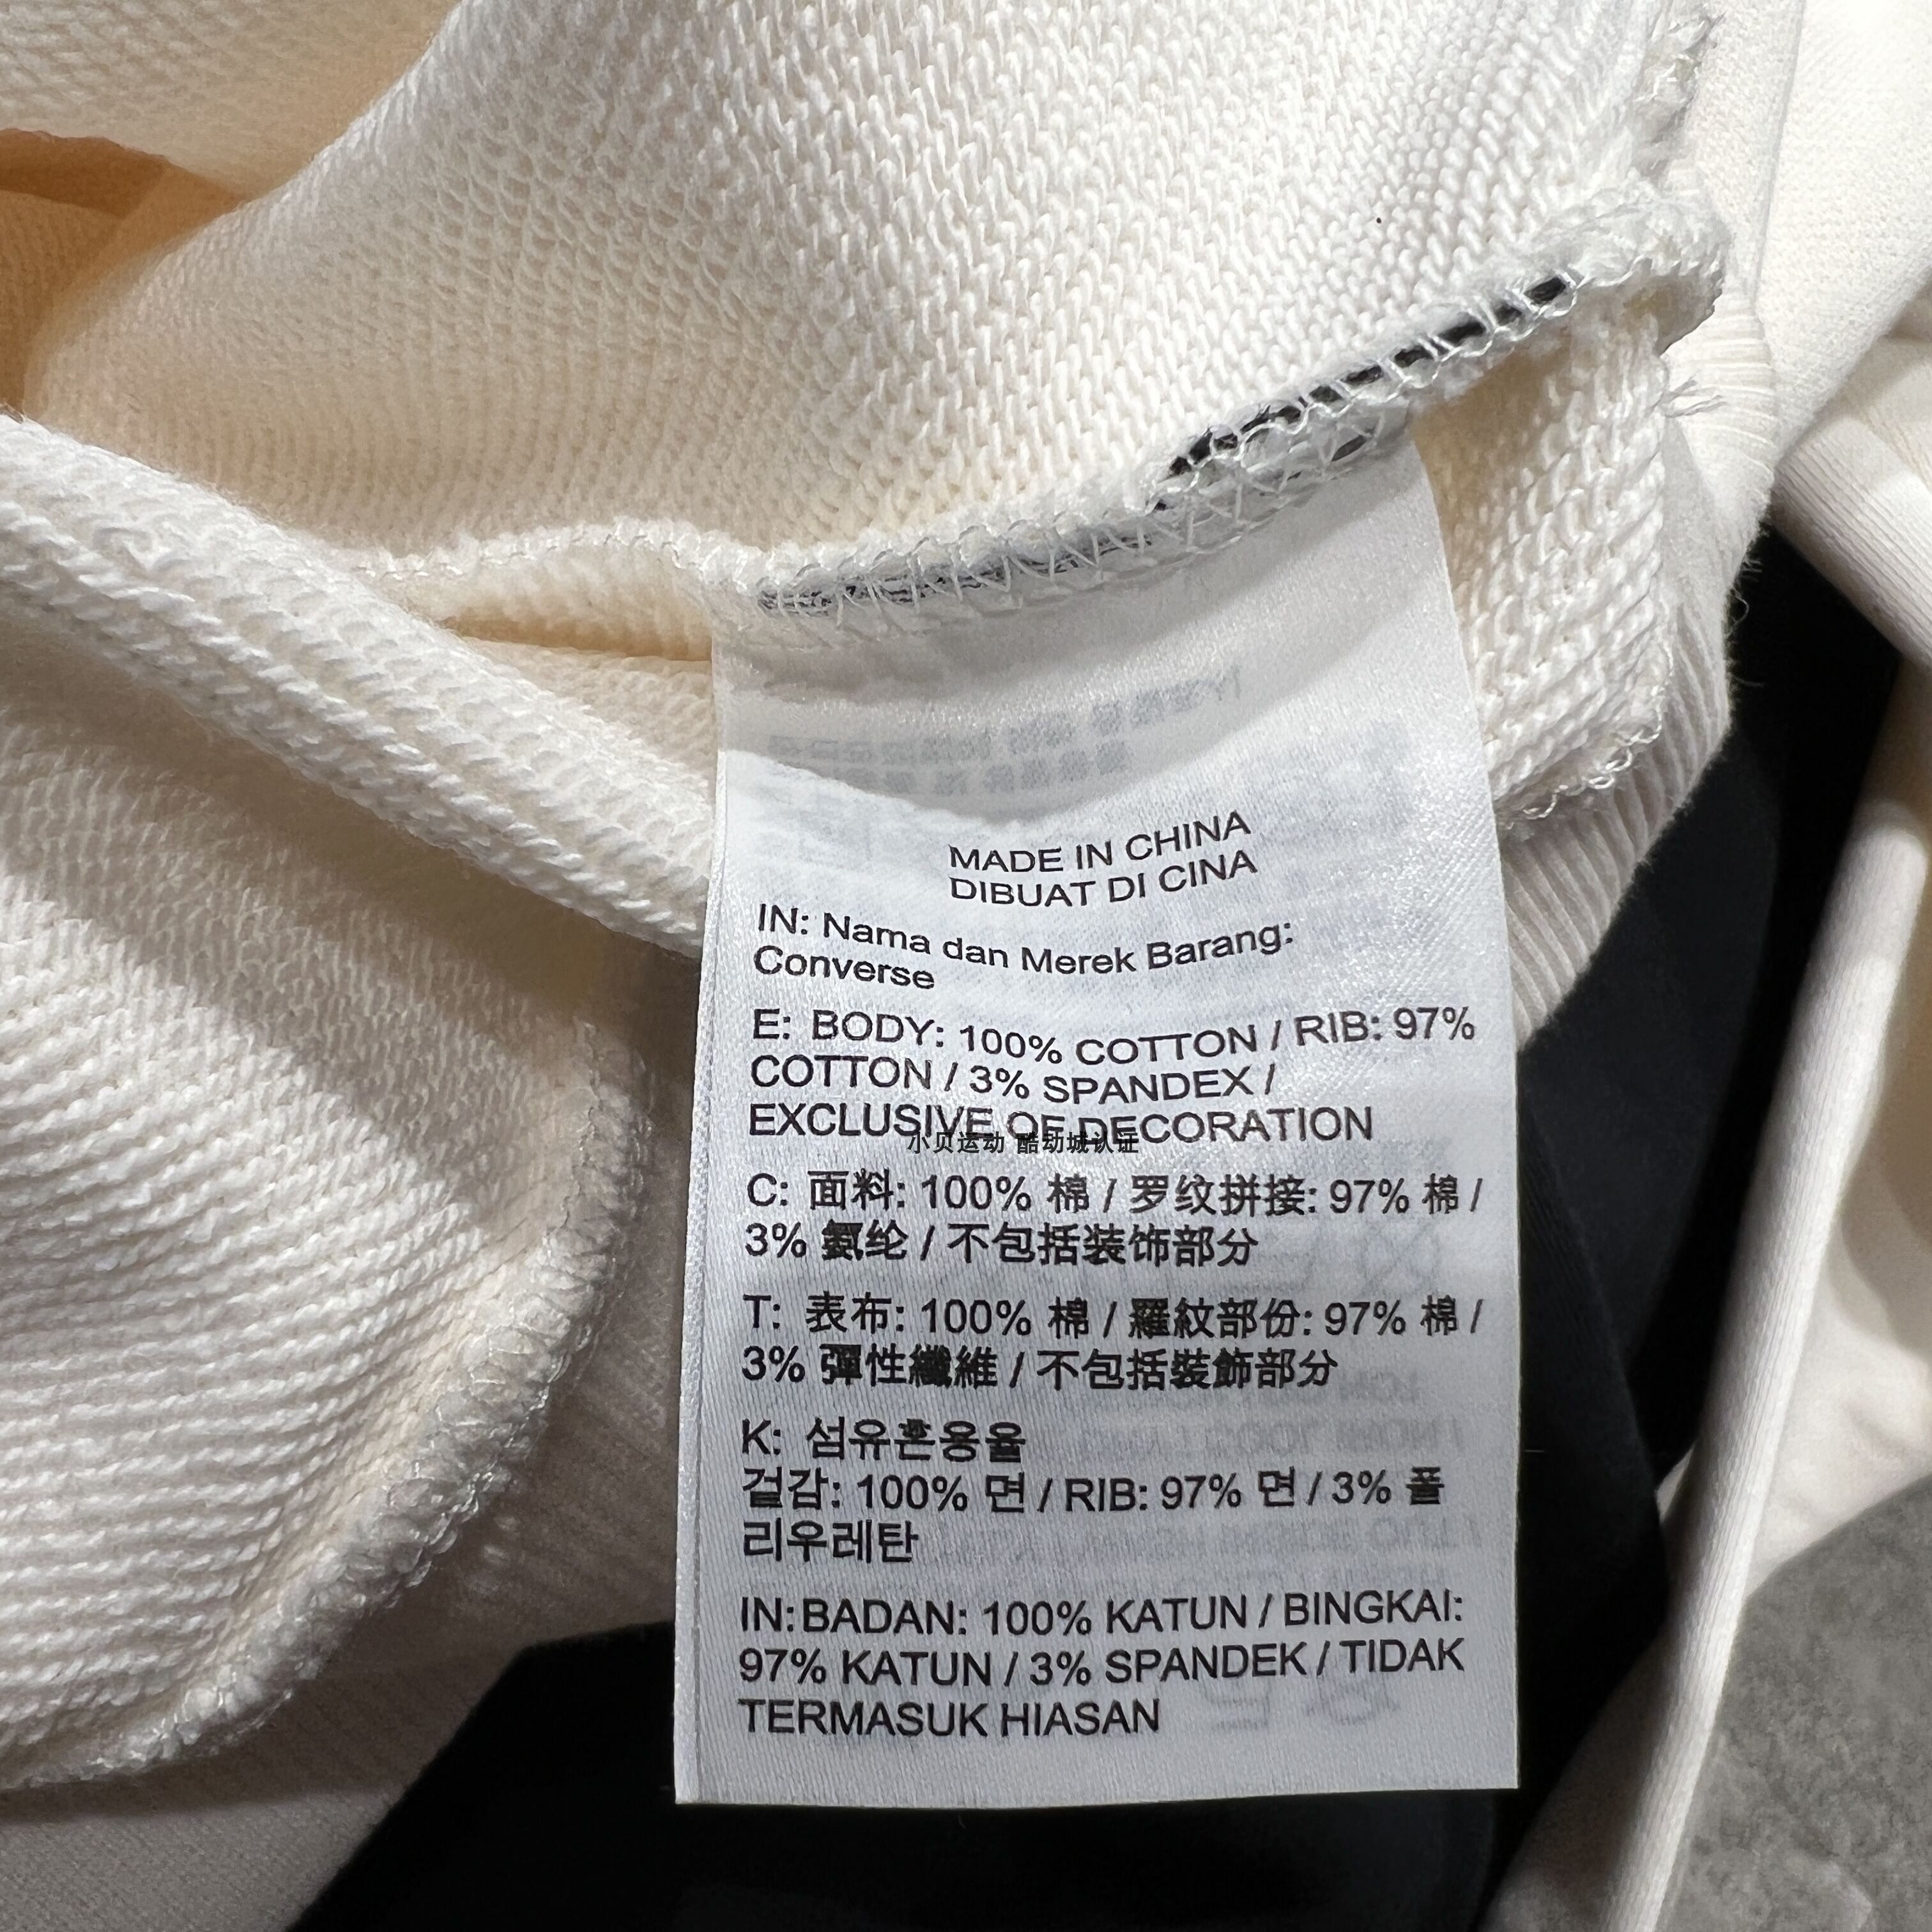 MADE IN CHINA
DIBUAT DI CINA
IN: Nama dan Merek Barang:
Converse
E: BODY: 100% COTTON / RIB: 97%
COTTON / 3% SPANDEX /
EXCLUSIVE OF DECORATION
小贝运动 酷动城认证
C: 面料: 100% 棉 / 罗纹拼接: 97% 棉 /
3% 氨纶 / 不包括装饰部分
T: 表布: 100% 棉 / 羅紋部份: 97% 棉 /
3% 彈性纖維 / 不包括裝飾部分
K: 섬유혼용율
겉감: 100% 면 / RIB: 97% 면 / 3% 폴
리우레탄
IN: BADAN: 100% KATUN / BINGKAI:
97% KATUN / 3% SPANDEK / TIDAK
TERMASUK HIASAN